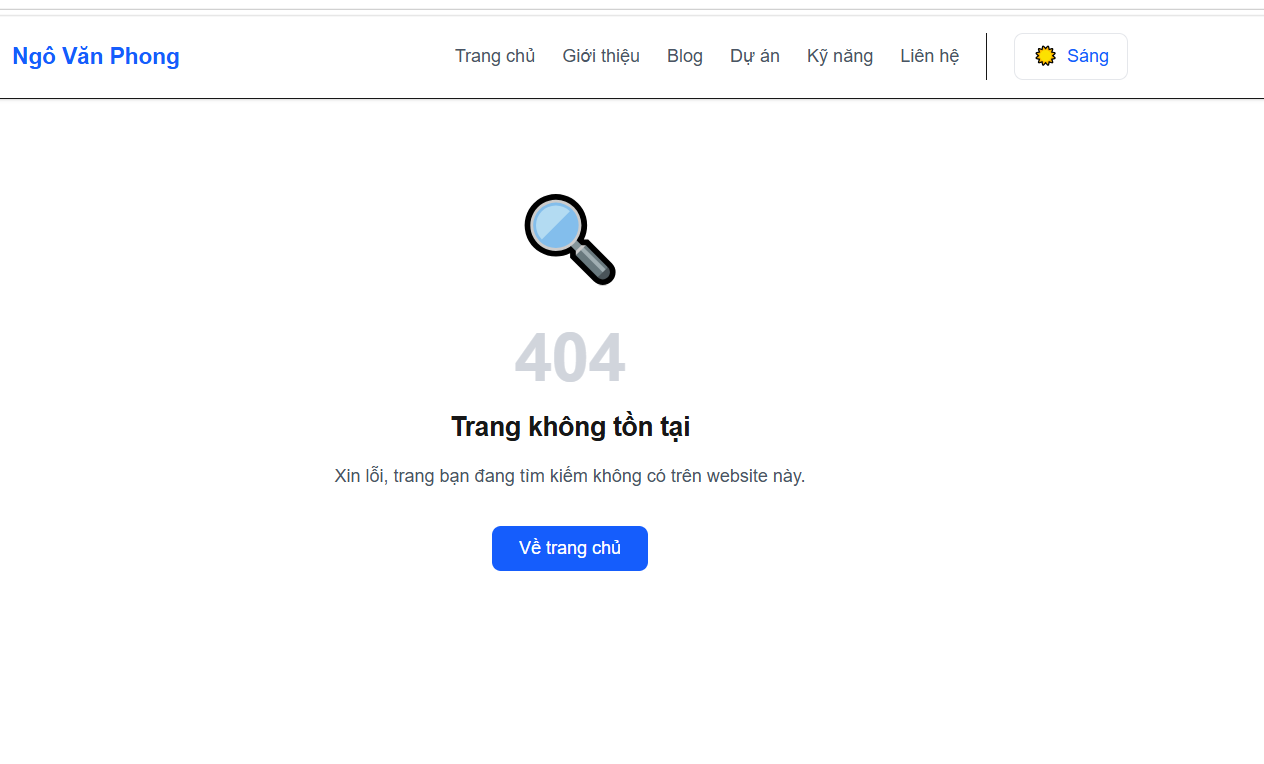 Ngô Văn Phong Trang chủ Giới thiệu Blog Dự án Kỹ năng Liên hệ Sáng
404
Trang không tồn tại
Xin lỗi, trang bạn đang tìm kiếm không có trên website này.
Về trang chủ